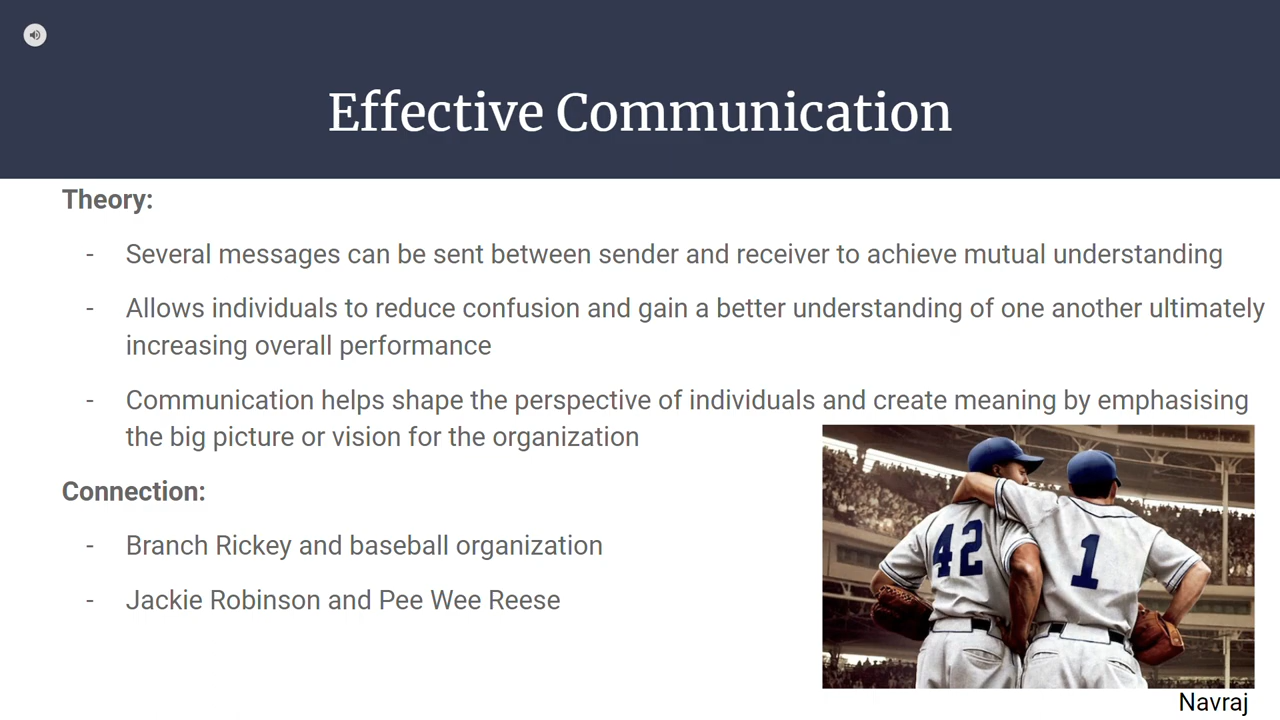 Effective Communication
Theory:
- Several messages can be sent between sender and receiver to achieve mutual understanding
- Allows individuals to reduce confusion and gain a better understanding of one another ultimately
increasing overall performance
- Communication helps shape the perspective of individuals and create meaning by emphasising
the big picture or vision for the organization
Connection:
- Branch Rickey and baseball organization
- Jackie Robinson and Pee Wee Reese
42
1
Navraj